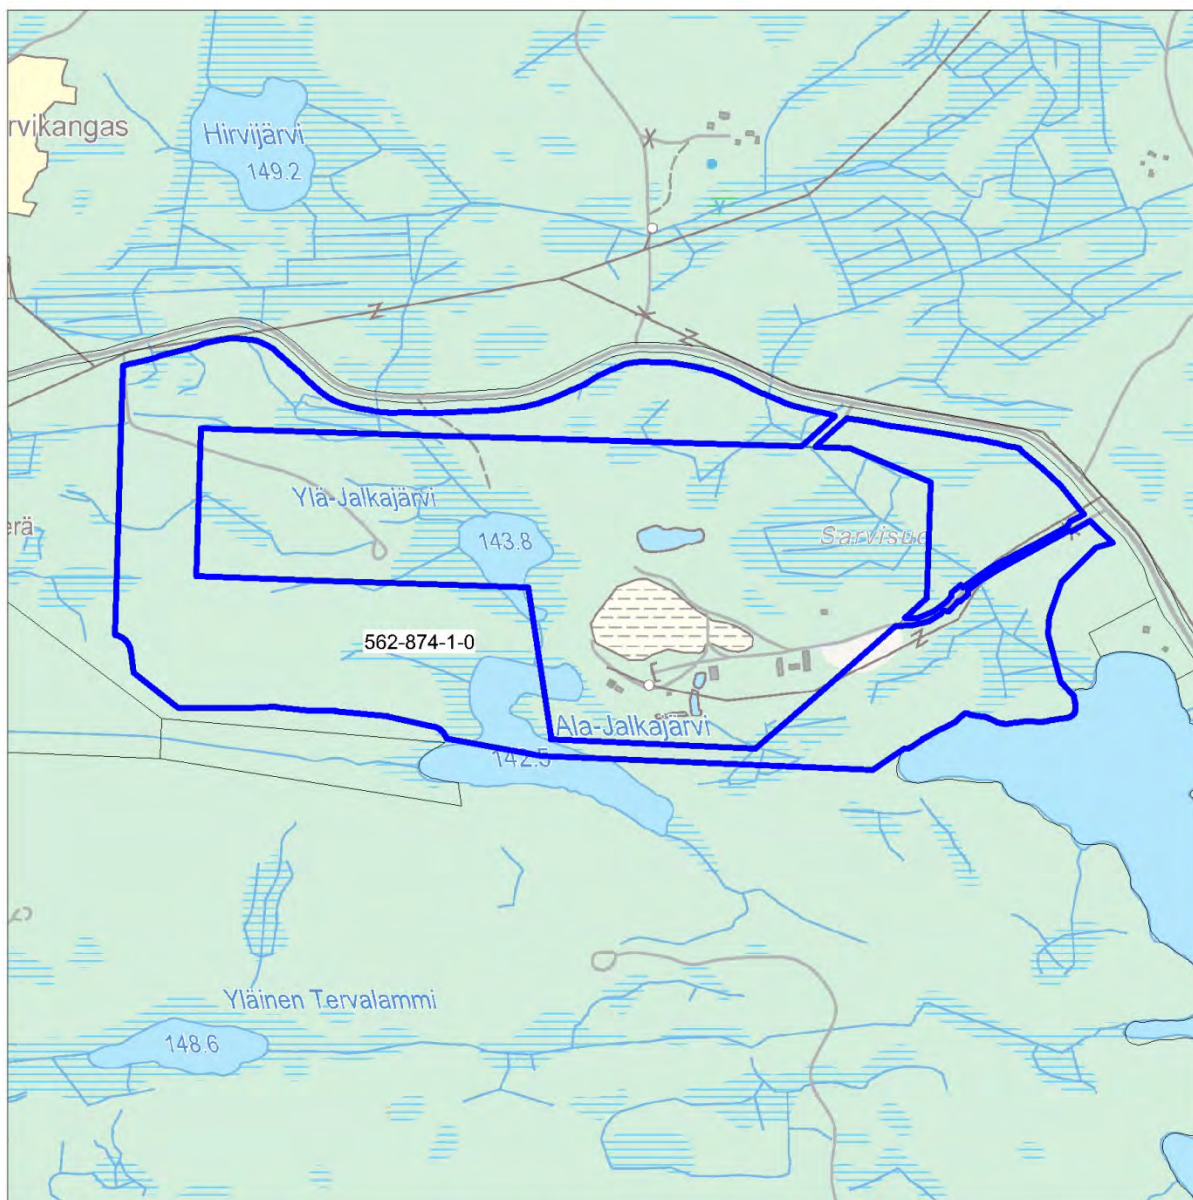 rvikangas
Hirvijärvi
149.2
Ylä-Jalkajärvi
erä
143.8
Sarvisuo
562-874-1-0
Ala-Jalkajärvi
142.5
Yläinen Tervalammi
148.6